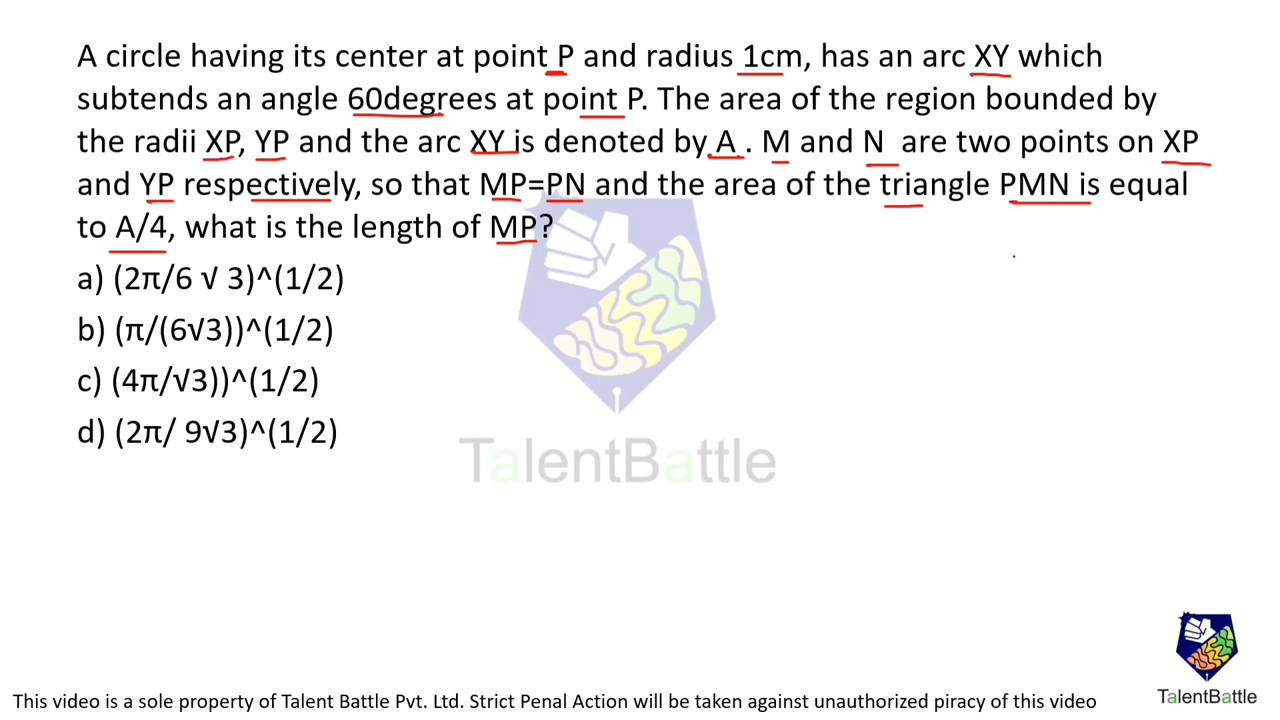 A circle having its center at point P and radius 1cm, has an arc XY which
subtends an angle 60degrees at point P. The area of the region bounded by
the radii XP, YP and the arc XY is denoted by A . M and N are two points on XP
and YP respectively, so that MP=PN and the area of the triangle PMN is equal
to A/4, what is the length of MP?
a) (2π/6 √ 3)^(1/2)
b) (π/(6√3))^(1/2)
c) (4π/√3))^(1/2)
d) (2π/ 9√3)^(1/2)
TalentBattle
TalentBattle
This video is a sole property of Talent Battle Pvt. Ltd. Strict Penal Action will be taken against unauthorized piracy of this video